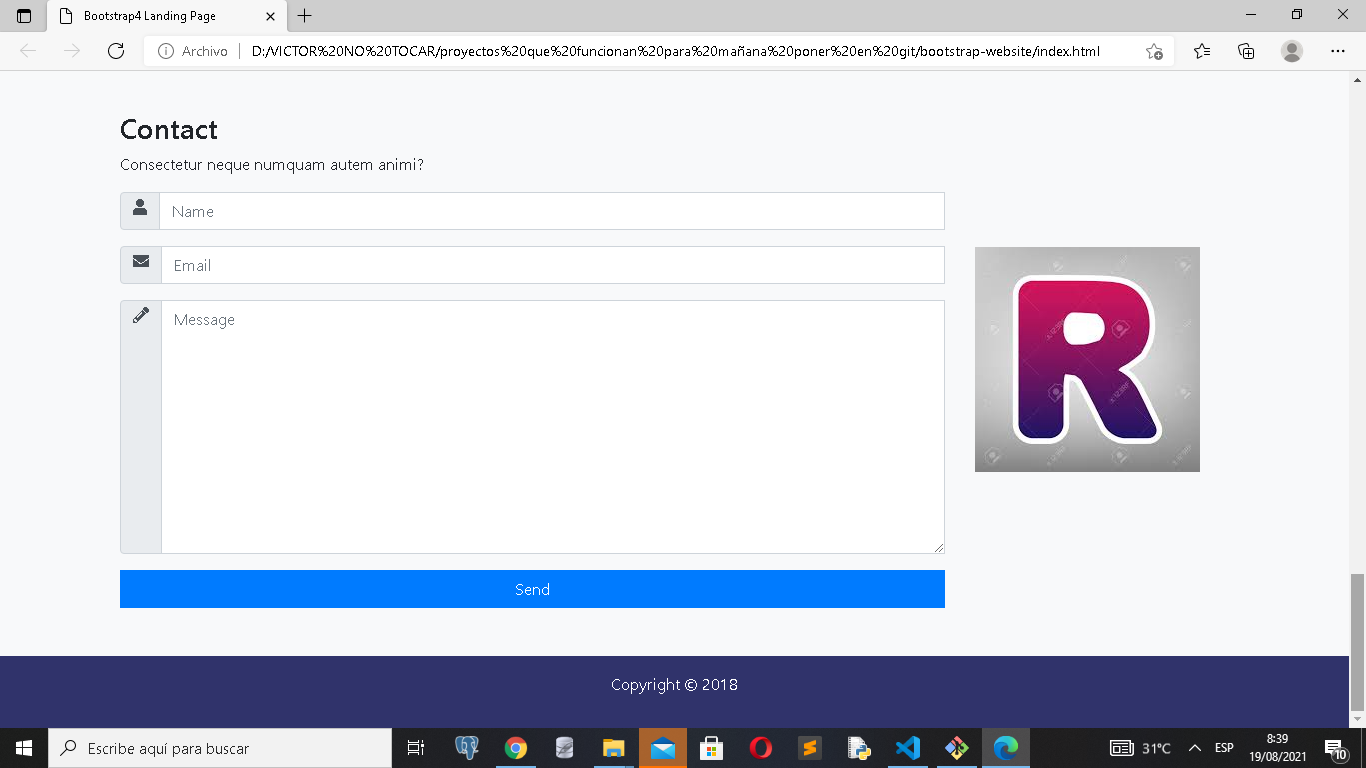 Bootstrap4 Landing Page
Archivo
D:/VICTOR%20NO%20TOCAR/proyectos%20que%20funcionan%20para%20mañana%20poner%20en%20git/bootstrap-website/index.html
Contact
Consectetur neque numquam autem animi?
Name
Email
Message
R
Send
Copyright © 2018
Escribe aquí para buscar
31°C
ESP
8:39
19/08/2021
10